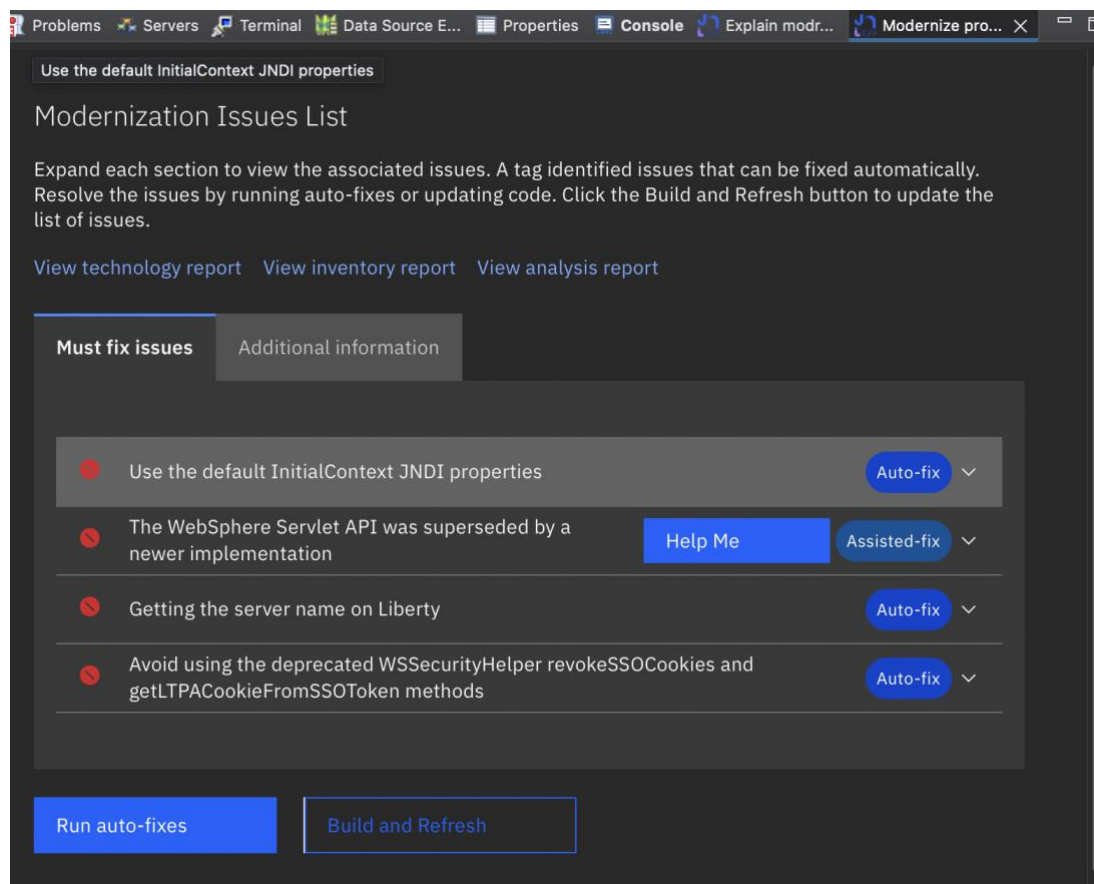 Problems Servers Terminal Data Source E... Properties Console Explain modr... Modernize pro...
Use the default InitialContext JNDI properties
Modernization Issues List
Expand each section to view the associated issues. A tag identified issues that can be fixed automatically.
Resolve the issues by running auto-fixes or updating code. Click the Build and Refresh button to update the
list of issues.
View technology report View inventory report View analysis report
Must fix issues Additional information
Use the default InitialContext JNDI properties Auto-fix
The WebSphere Servlet API was superseded by a
newer implementation
Help Me Assisted-fix
Getting the server name on Liberty Auto-fix
Avoid using the deprecated WSSecurityHelper revokeSSOCookies and
getLTPACookieFromSSOToken methods
Auto-fix
Run auto-fixes Build and Refresh